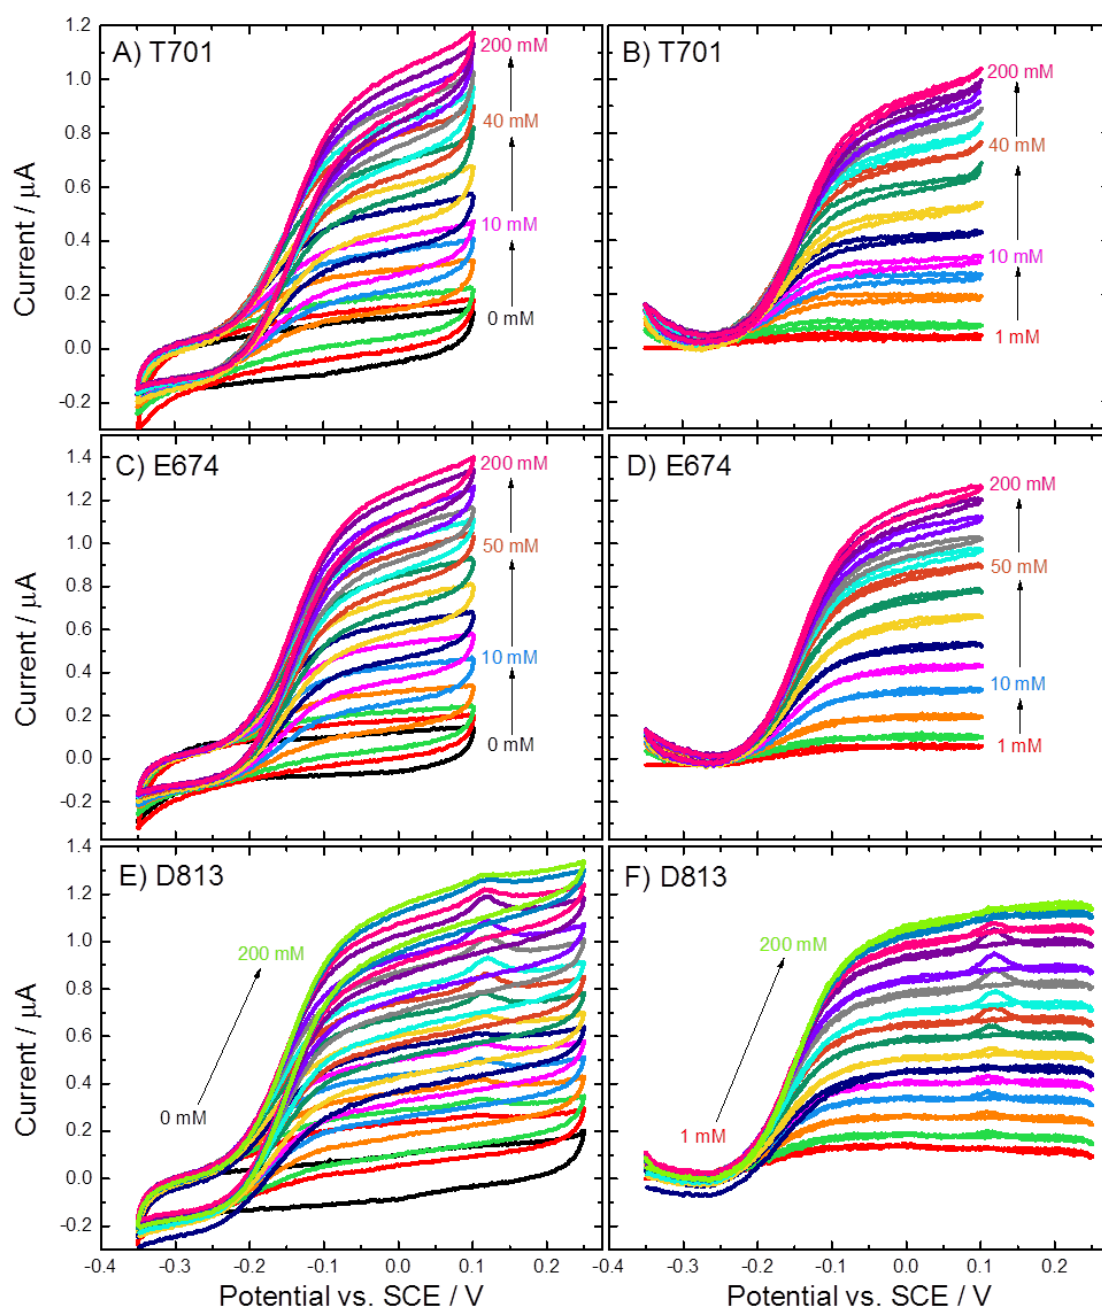 A) T701
B) T701
1.2
1.0
0.8
0.6
0.4
0.2
0.0
-0.2
Current / μA
200 mM
40 mM
10 mM
0 mM
200 mM
40 mM
10 mM
1 mM
C) E674
D) E674
1.4
1.2
1.0
0.8
0.6
0.4
0.2
0.0
-0.2
Current / μA
200 mM
50 mM
10 mM
0 mM
200 mM
50 mM
10 mM
1 mM
E) D813
F) D813
1.4
1.2
1.0
0.8
0.6
0.4
0.2
0.0
-0.2
Current / μA
200 mM
0 mM
200 mM
1 mM
-0.4 -0.3 -0.2 -0.1 0.0 0.1 0.2 -0.4 -0.3 -0.2 -0.1 0.0 0.1 0.2
Potential vs. SCE / V Potential vs. SCE / V